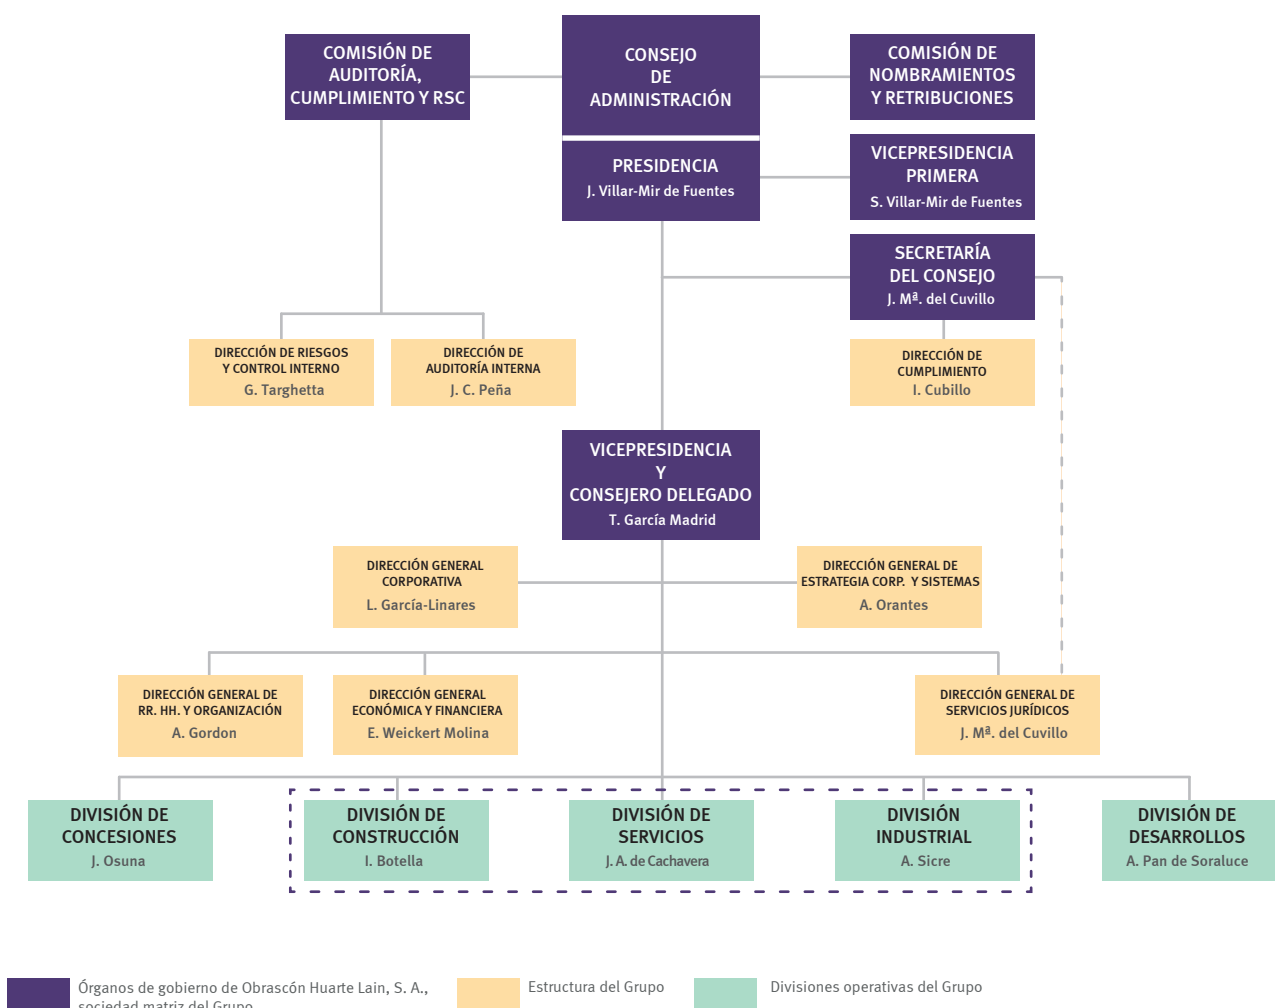 COMISIÓN DE
AUDITORÍA,
CUMPLIMIENTO Y RSC
CONSEJO
DE
ADMINISTRACIÓN
COMISIÓN DE
NOMBRAMIENTOS
Y RETRIBUCIONES
PRESIDENCIA
J. Villar-Mir de Fuentes
VICEPRESIDENCIA
PRIMERA
S. Villar-Mir de Fuentes
SECRETARÍA
DEL CONSEJO
J. Mª. del Cuvillo
DIRECCIÓN DE RIESGOS
Y CONTROL INTERNO
G. Targhetta
DIRECCIÓN DE
AUDITORÍA INTERNA
J. C. Peña
DIRECCIÓN DE
CUMPLIMIENTO
I. Cubillo
VICEPRESIDENCIA
Y
CONSEJERO DELEGADO
T. García Madrid
DIRECCIÓN GENERAL
CORPORATIVA
L. García-Linares
DIRECCIÓN GENERAL DE
ESTRATEGIA CORP. Y SISTEMAS
A. Orantes
DIRECCIÓN GENERAL DE
RR. HH. Y ORGANIZACIÓN
A. Gordon
DIRECCIÓN GENERAL
ECONÓMICA Y FINANCIERA
E. Weickert Molina
DIRECCIÓN GENERAL DE
SERVICIOS JURÍDICOS
J. Mª. del Cuvillo
DIVISIÓN DE
CONCESIONES
J. Osuna
DIVISIÓN DE
CONSTRUCCIÓN
I. Botella
DIVISIÓN DE
SERVICIOS
J. A. de Cachavera
DIVISIÓN
INDUSTRIAL
A. Sicre
DIVISIÓN DE
DESARROLLOS
A. Pan de Soraluce
Órganos de gobierno de Obrascón Huarte Lain, S. A.,
sociedad matriz del Grupo
Estructura del Grupo
Divisiones operativas del Grupo